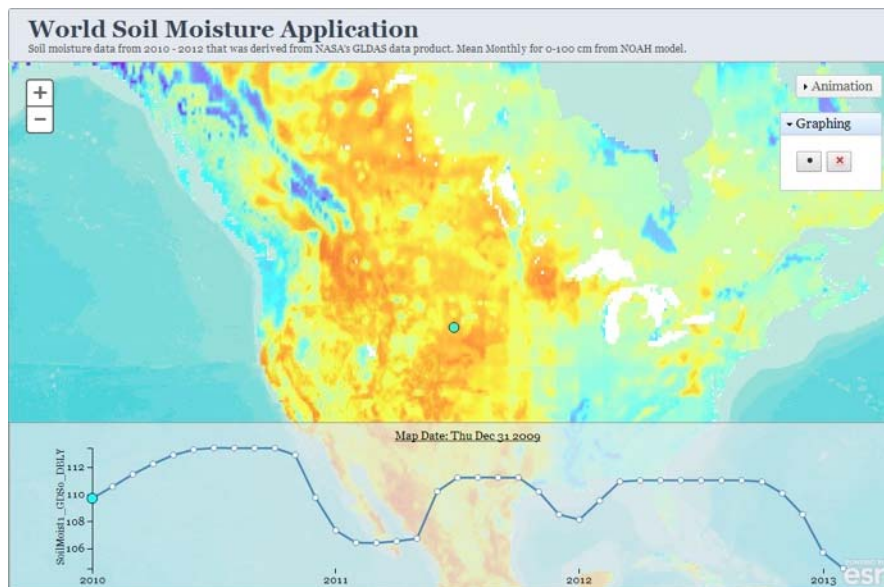 World Soil Moisture Application
Soil moisture data from 2010 - 2012 that was derived from NASA's GLDAS data product. Mean Monthly for 0-100 cm from NOAH model.
+
−
Animation
Graphing
Map Date: Thu Dec 31 2009
SoilMoist1_GDS0_DBLY
112
110
108
106
2010
2011
2012
2013
POWERED BY
esri